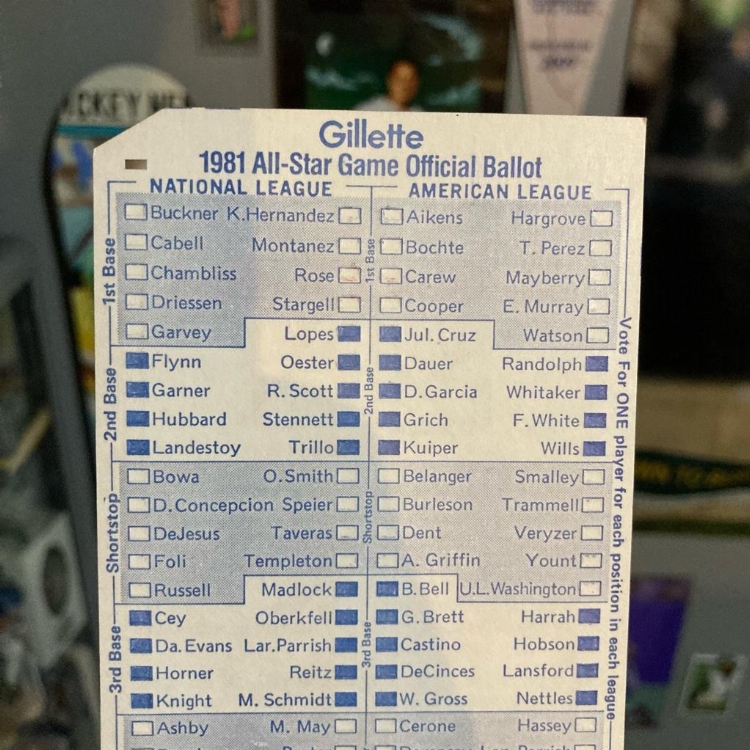 CKEY
Gillette
1981 All-Star Game Official Ballot
NATIONAL LEAGUE AMERICAN LEAGUE
Buckner K.Hernandez Aikens Hargrove
Cabell Montanez Bochte T. Perez
Chambliss Rose Carew Mayberry
Driessen Stargell Cooper E. Murray
Garvey Lopes Jul. Cruz Watson
Flynn Oester Dauer Randolph
Garner R. Scott D. Garcia Whitaker
Hubbard Stennett Grich F. White
Landestoy Trillo Kuiper Wills
Bowa O. Smith Belanger Smalley
D. Concepcion Speier Burleson Trammell
DeJesus Taveras Dent Veryzer
Foli Templeton A. Griffin Yount
Russell Madlock B. Bell U.L.Washington
Cey Oberkfell G. Brett Harrah
Da. Evans Lar. Parrish Castino Hobson
Horner Reitz DeCinces Lansford
Knight M. Schmidt W. Gross Nettles
Ashby M. May Cerone Hassey
1st Base
2nd Base
Shortstop
3rd Base
1st Base
2nd Base
Shortstop
3rd Base
Vote For ONE player for each position in each league